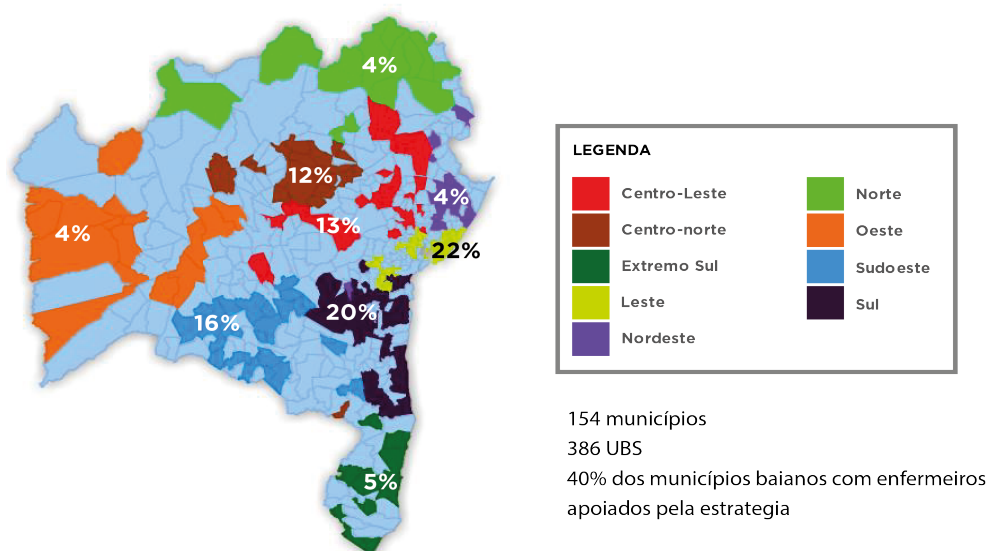 4%
12%
4%
13%
4%
22%
20%
16%
5%
LEGENDA
Centro-Leste
Centro-norte
Extremo Sul
Leste
Nordeste
Norte
Oeste
Sudoeste
Sul
154 municípios
386 UBS
40% dos municípios baianos com enfermeiros
apoiados pela estrategia